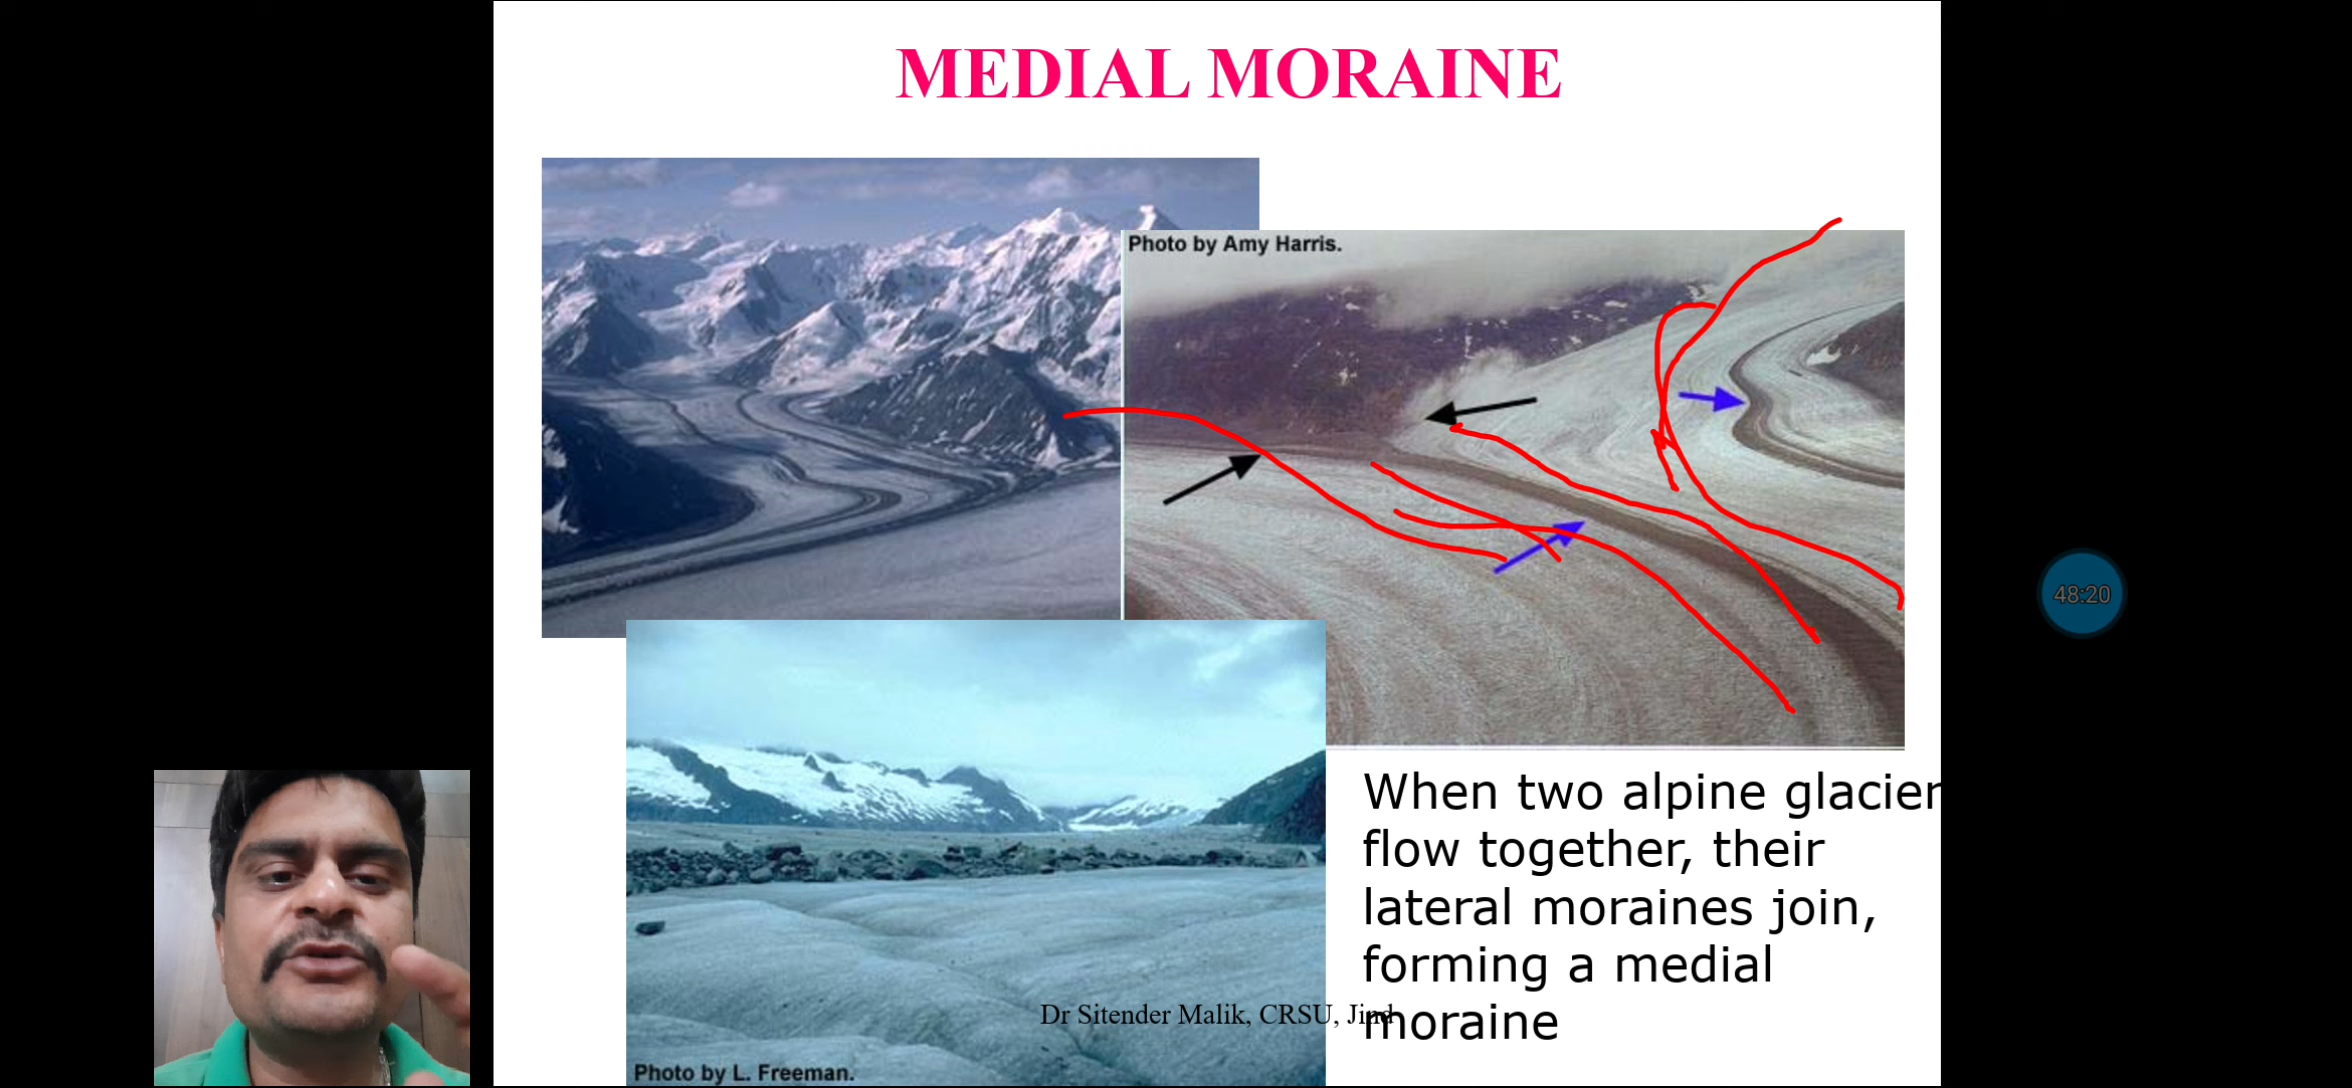 MEDIAL MORAINE
Photo by Amy Harris.
48:20
When two alpine glacier
flow together, their
lateral moraines join,
forming a medial
moraine
Dr Sitender Malik, CRSU, Jind
Photo by L. Freeman.